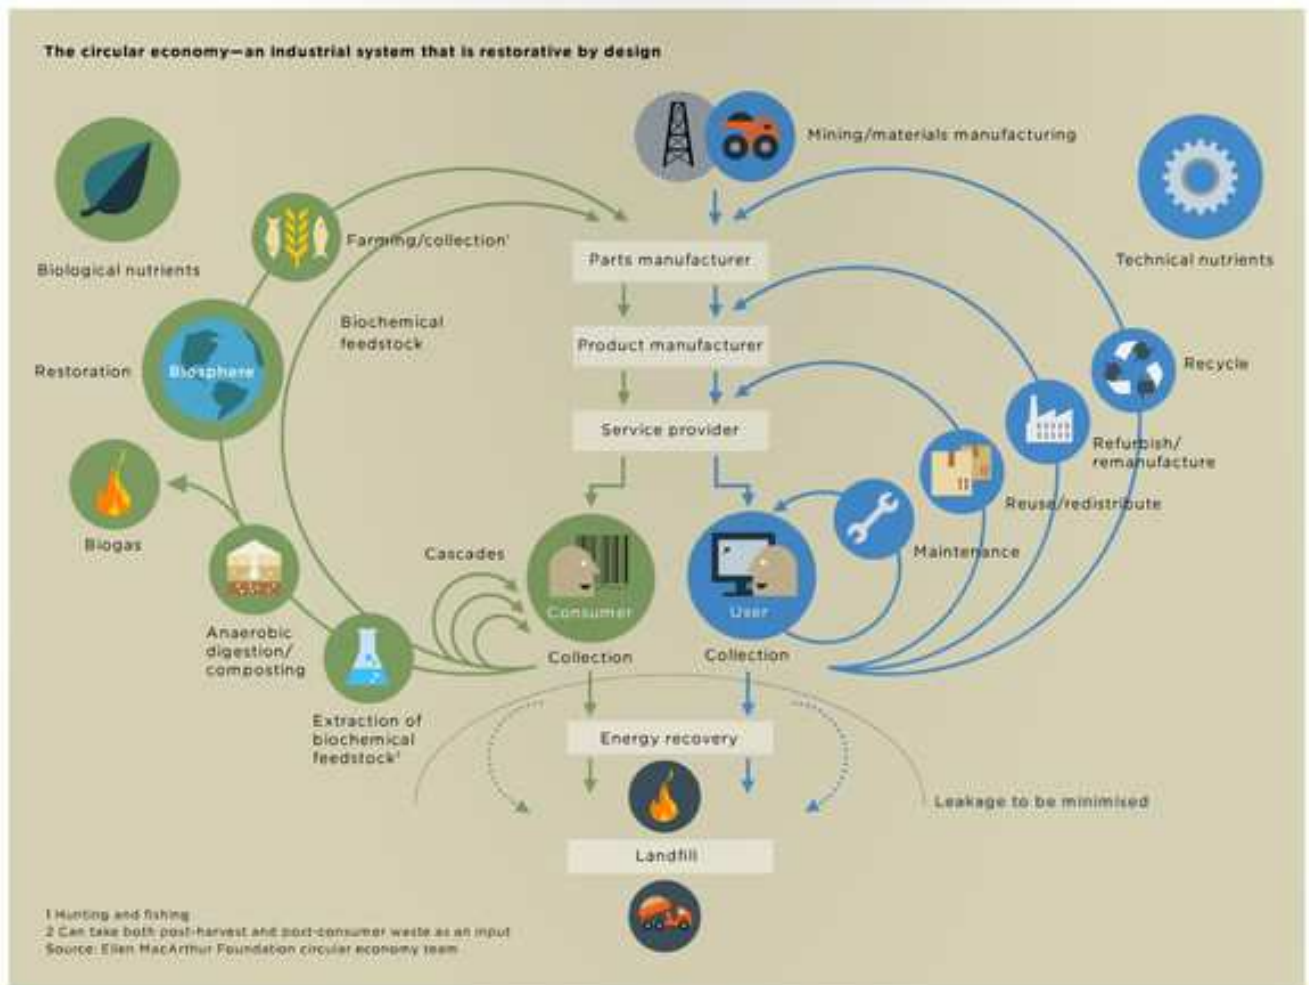 The circular economy—an industrial system that is restorative by design
Mining/materials manufacturing
Biological nutrients
Farming/collection¹
Parts manufacturer
Technical nutrients
Biochemical
feedstock
Product manufacturer
Restoration
Biosphere
Recycle
Service provider
Refurbish/
remanufacture
Reuse/redistribute
Biogas
Cascades
Maintenance
Consumer
User
Anaerobic
digestion/
composting
Collection
Collection
Extraction of
biochemical
feedstock²
Energy recovery
Leakage to be minimised
Landfill
1 Hunting and fishing
2 Can take both post-harvest and post-consumer waste as an input
Source: Ellen MacArthur Foundation circular economy team